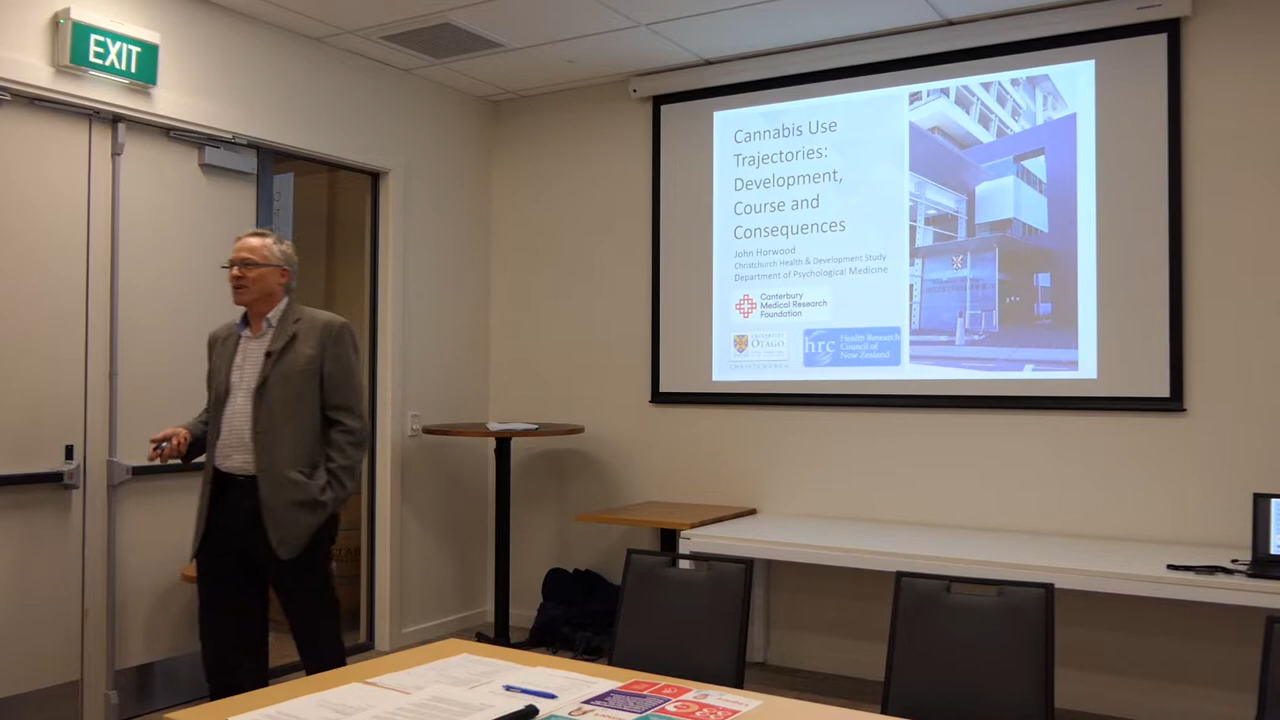 EXIT
Cannabis Use
Trajectories:
Development,
Course and
Consequences
John Horwood
Christchurch Health & Development Study
Department of Psychological Medicine
Canterbury
Medical Research
Foundation
UNIVERSITY
OTAGO
CHRISTCHURCH
hrc
Health Research
Council of
New Zealand